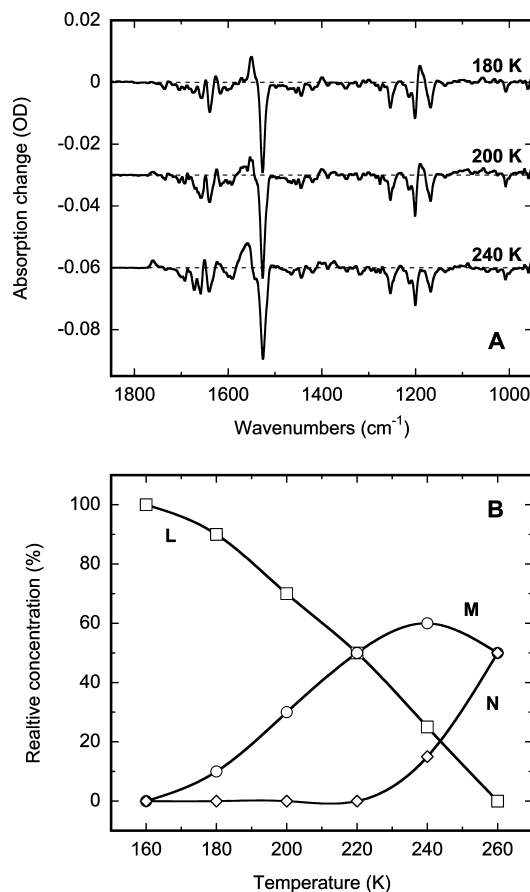 0.02
0
-0.02
-0.04
-0.06
-0.08
Absorption change (OD)
180 K
200 K
240 K
A
1800 1600 1400 1200 1000
Wavenumbers (cm⁻¹)
B
100
80
60
40
20
0
Realtive concentration (%)
L
M
N
160 180 200 220 240 260
Temperature (K)